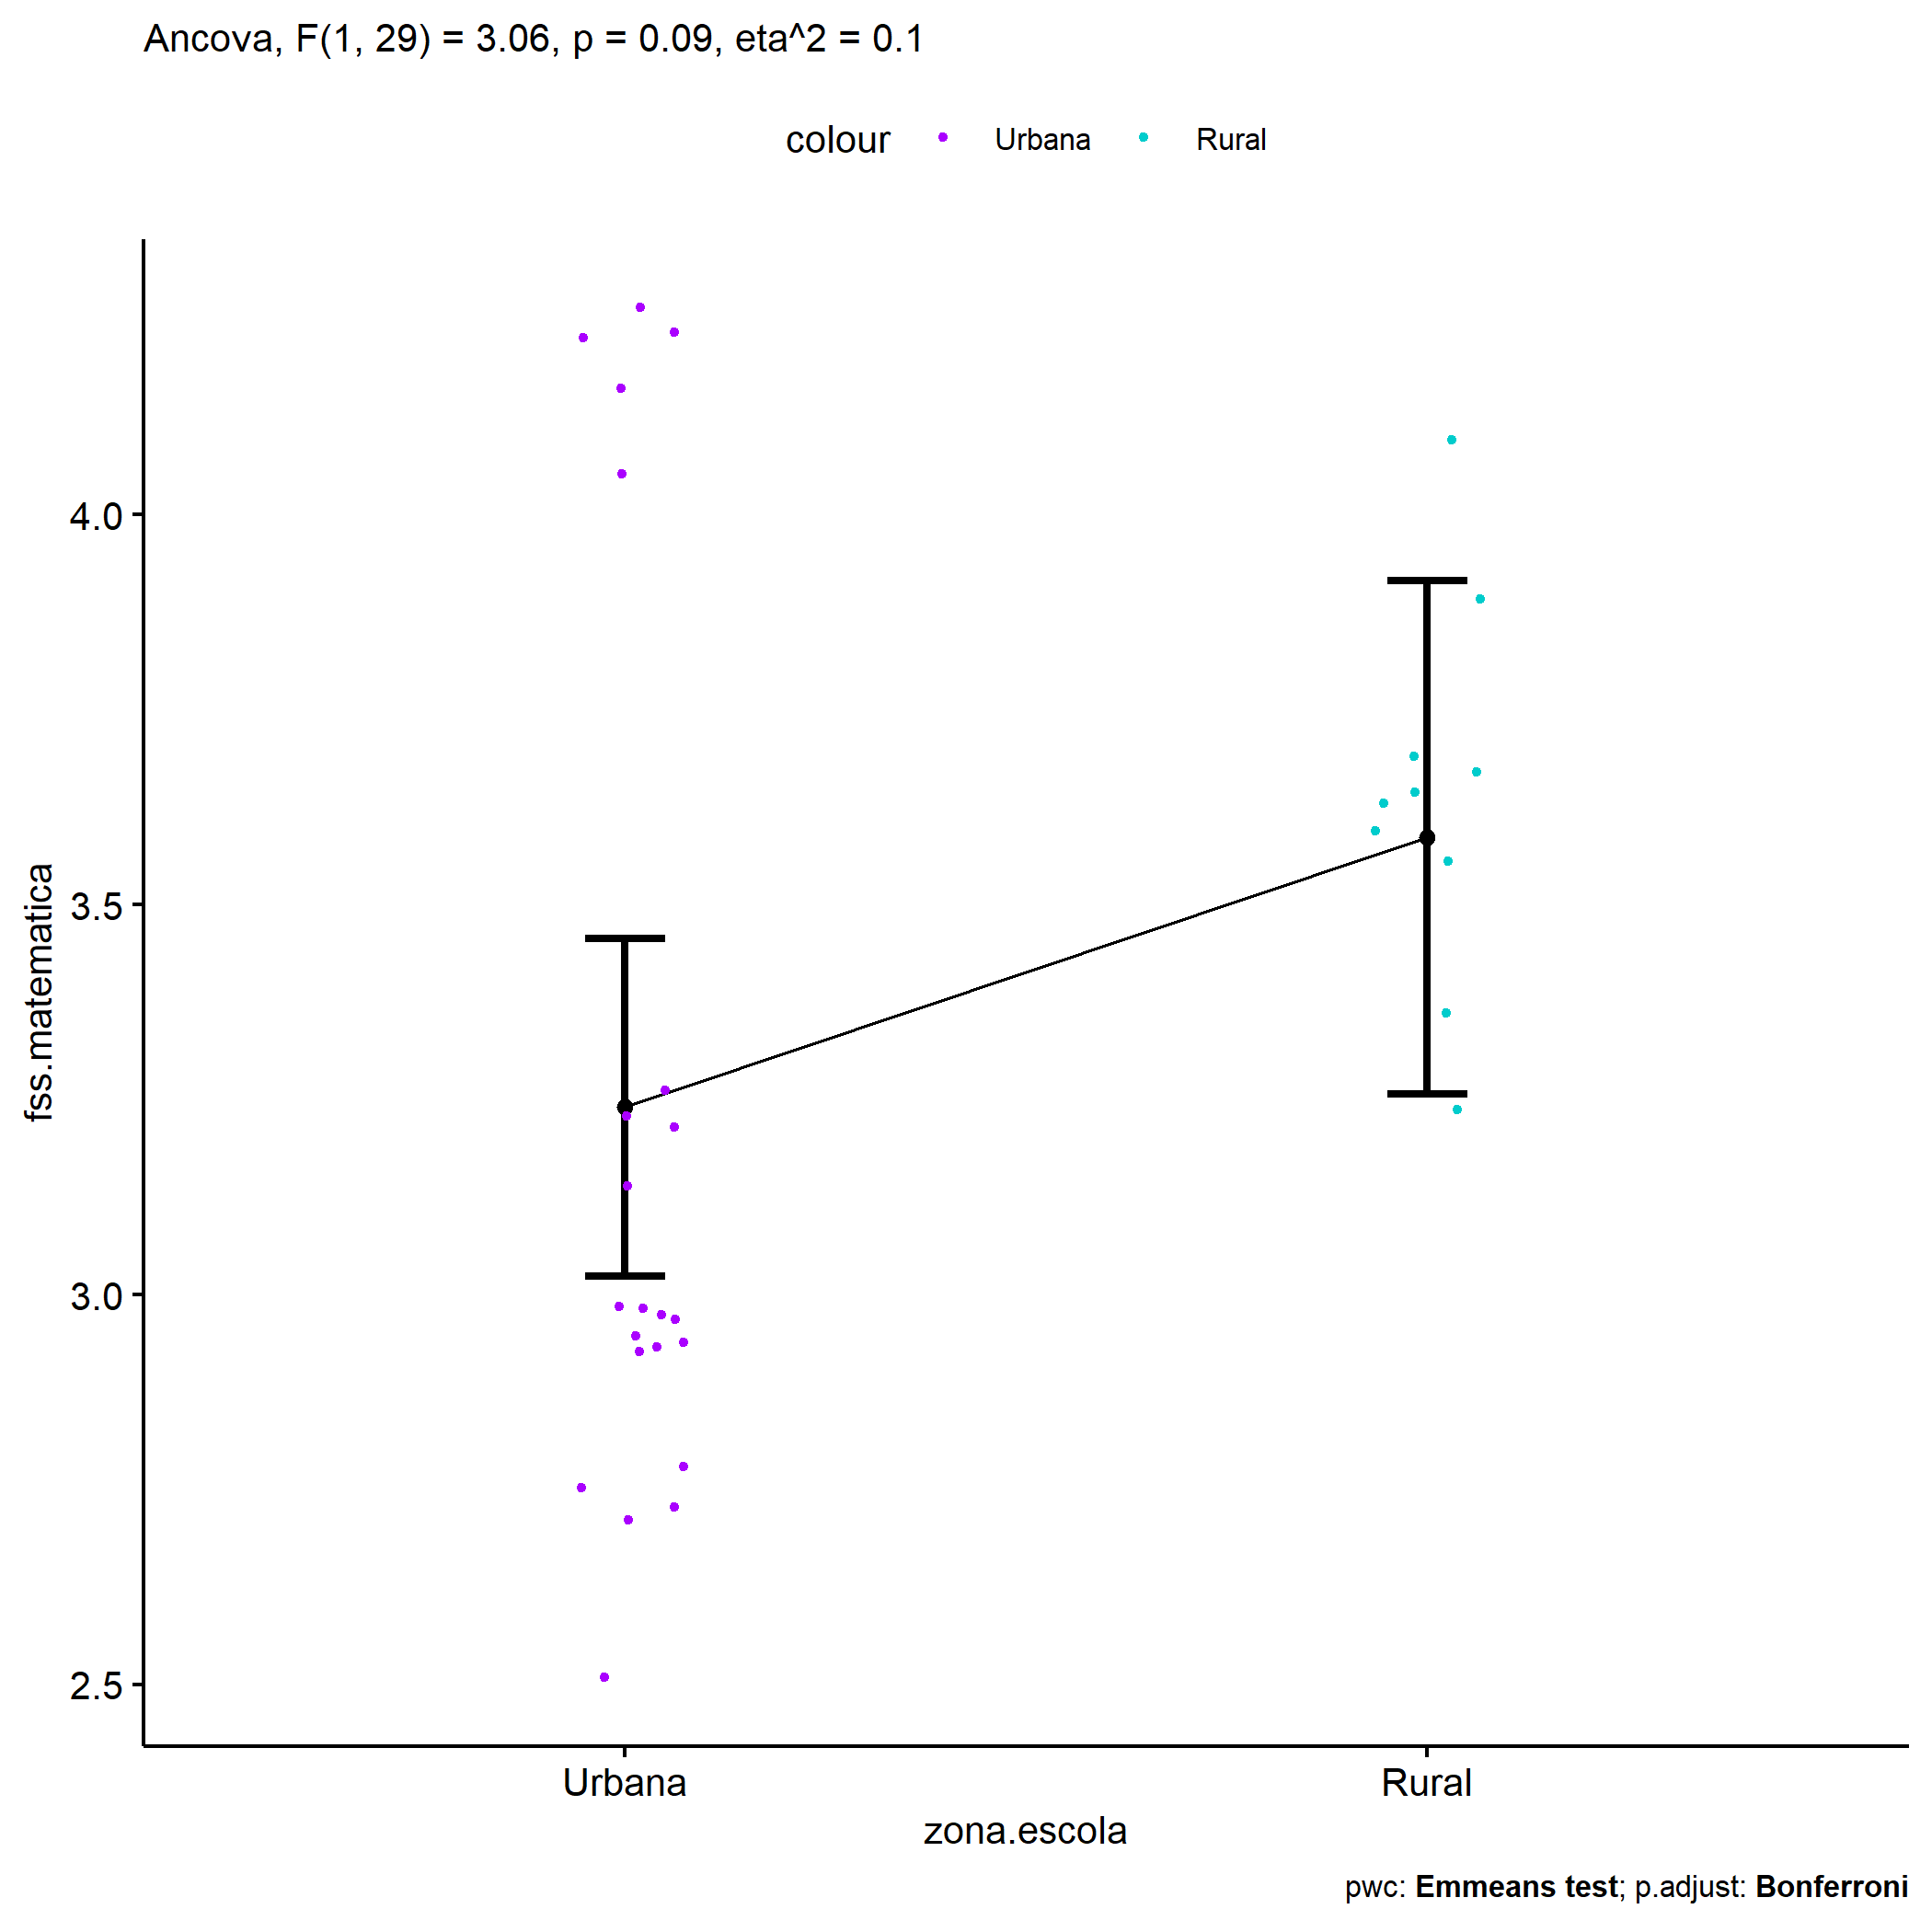 Ancova, F(1, 29) = 3.06, p = 0.09, eta^2 = 0.1
colour Urbana Rural
4.0
3.5
3.0
2.5
fss.matematica
Urbana Rural
zona.escola
pwc: Emmeans test; p.adjust: Bonferroni